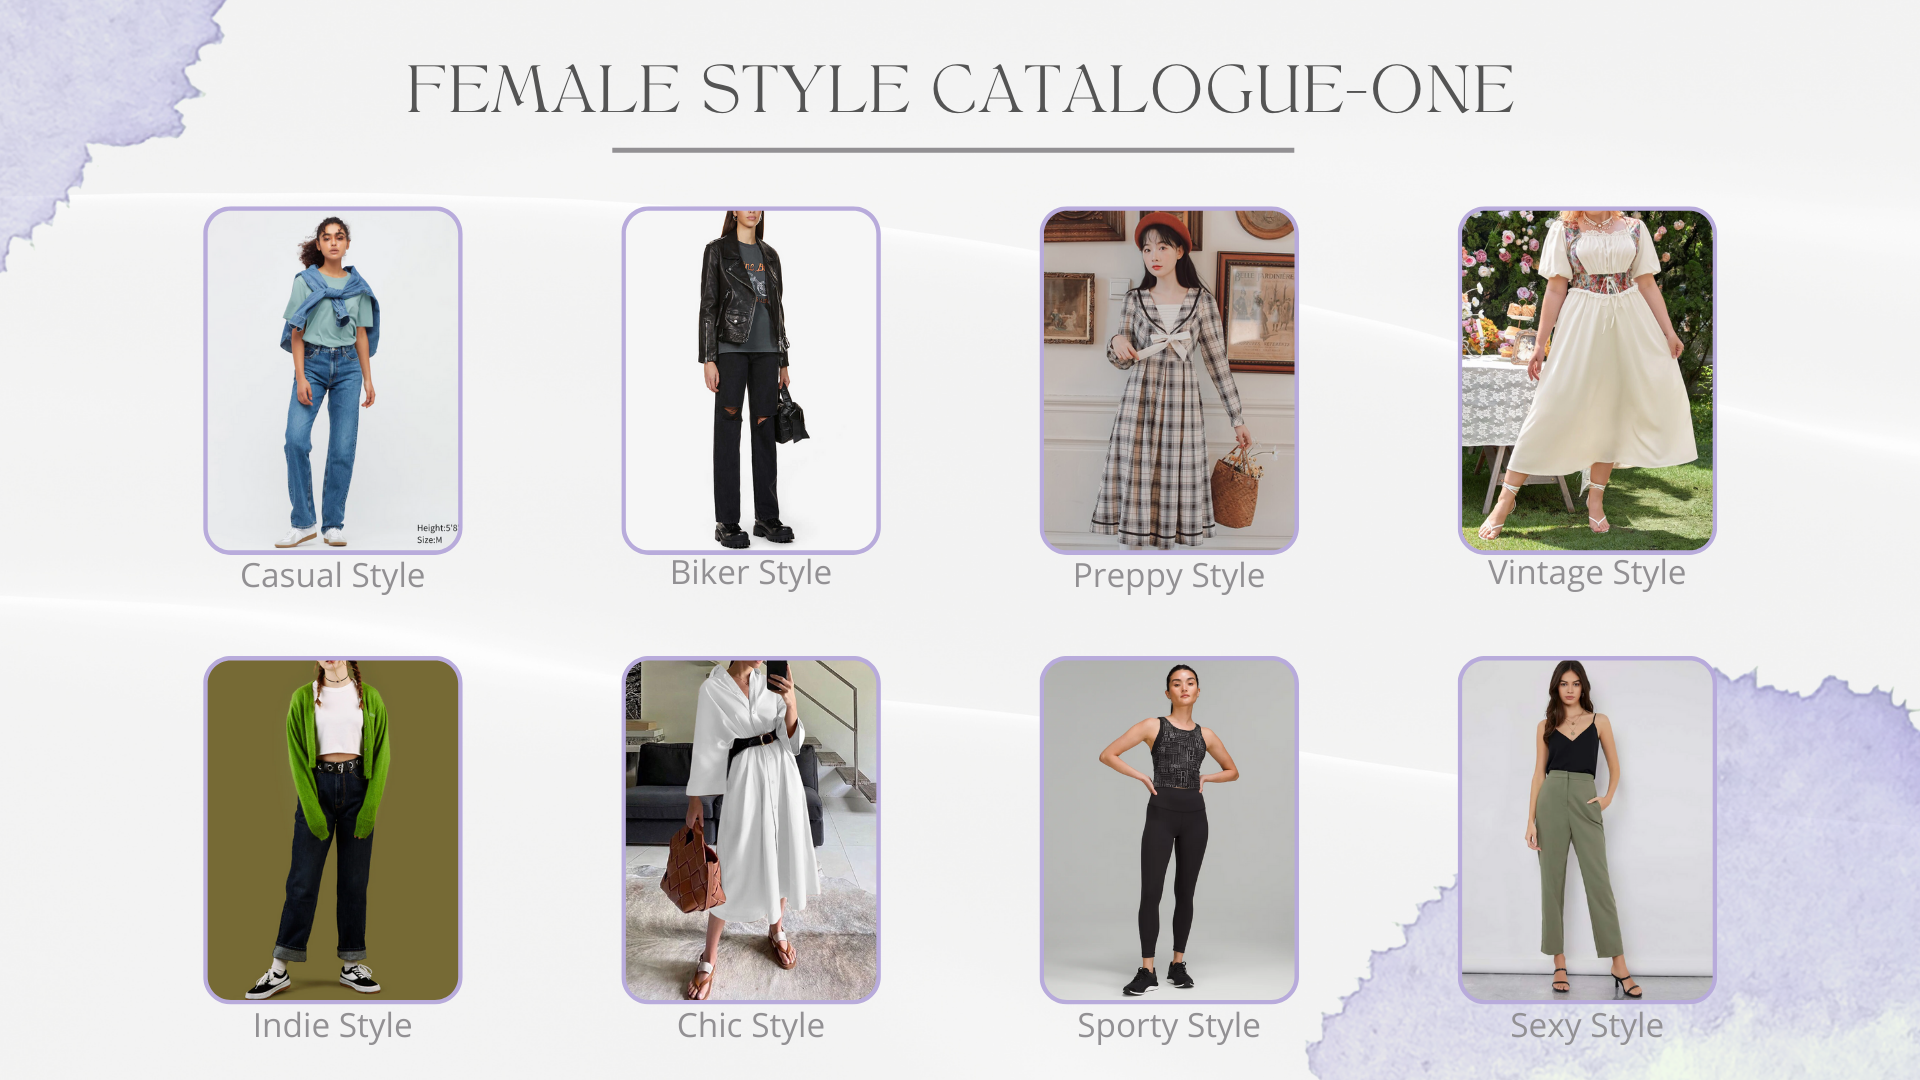 FEMALE STYLE CATALOGUE-ONE
Height:5'8
Size:M
Casual Style
Biker Style
Preppy Style
Vintage Style
Indie Style
Chic Style
Sporty Style
Sexy Style